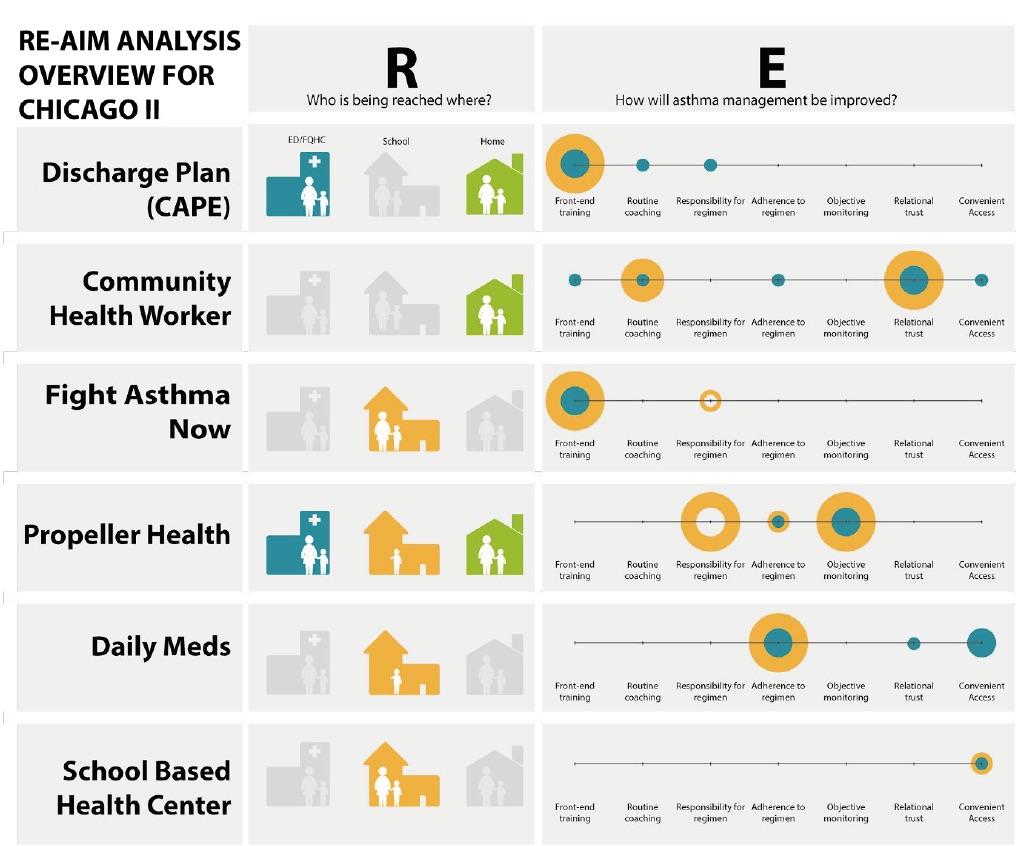 RE-AIM ANALYSIS
OVERVIEW FOR
CHICAGO II
R
Who is being reached where?
E
How will asthma management be improved?
Discharge Plan
(CAPE)
ED/FQHC
School
Home
Front-end
training
Routine
coaching
Responsibility for
regimen
Adherence to
regimen
Objective
monitoring
Relational
trust
Convenient
Access
Community
Health Worker
Front-end
training
Routine
coaching
Responsibility for
regimen
Adherence to
regimen
Objective
monitoring
Relational
trust
Convenient
Access
Fight Asthma
Now
Front-end
training
Routine
coaching
Responsibility for
regimen
Adherence to
regimen
Objective
monitoring
Relational
trust
Convenient
Access
Propeller Health
Front-end
training
Routine
coaching
Responsibility for
regimen
Adherence to
regimen
Objective
monitoring
Relational
trust
Convenient
Access
Daily Meds
Front-end
training
Routine
coaching
Responsibility for
regimen
Adherence to
regimen
Objective
monitoring
Relational
trust
Convenient
Access
School Based
Health Center
Front-end
training
Routine
coaching
Responsibility for
regimen
Adherence to
regimen
Objective
monitoring
Relational
trust
Convenient
Access